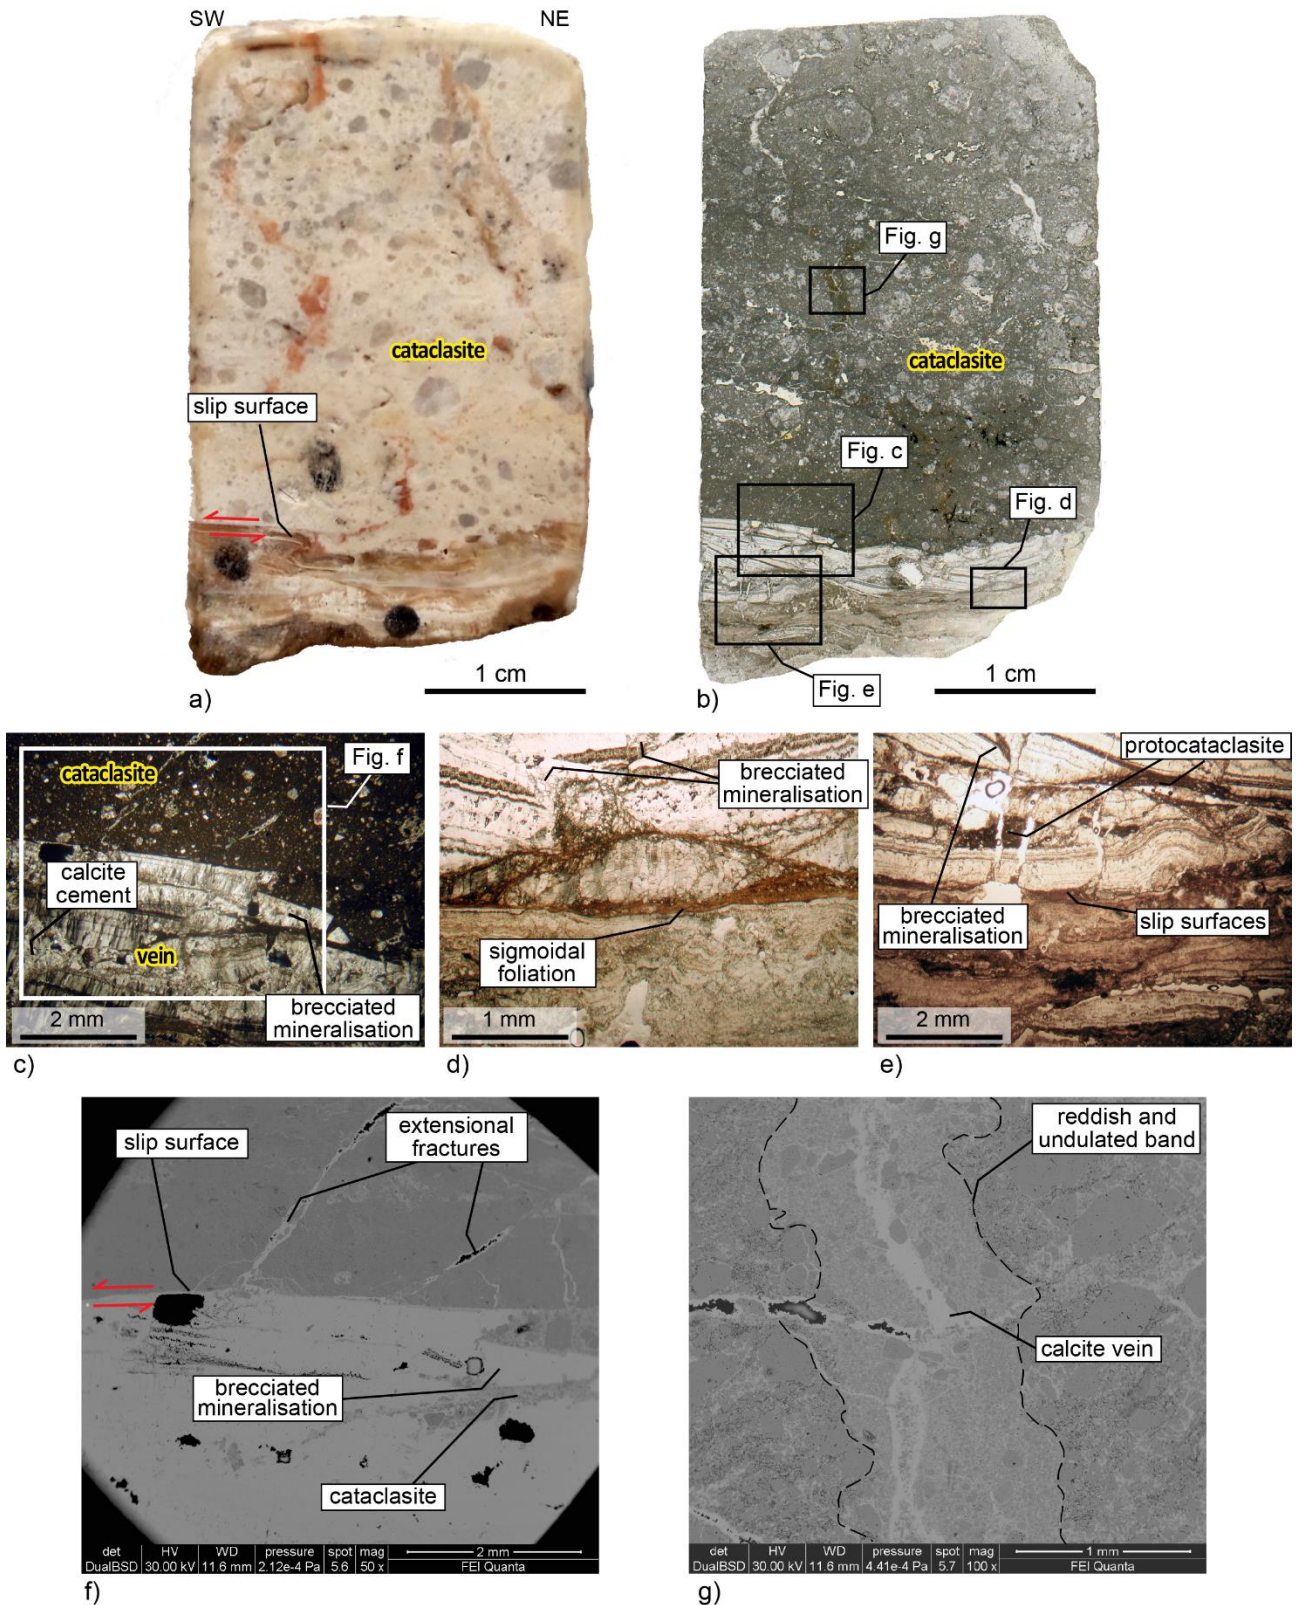 SW
NE
cataclasite
slip surface
1 cm
a)
Fig. g
cataclasite
Fig. c
Fig. d
Fig. e
1 cm
b)
cataclasite
Fig. f
calcite
cement
vein
brecciated
mineralisation
2 mm
c)
brecciated
mineralisation
sigmoidal
foliation
1 mm
d)
protocataclasite
brecciated
mineralisation
slip surfaces
2 mm
e)
slip surface
extensional
fractures
brecciated
mineralisation
cataclasite
det HV WD pressure spot mag 2 mm
DualBSD 30.00 kV 11.6 mm 2.12e-4 Pa 5.6 50 x FEI Quanta
f)
reddish and
undulated band
calcite vein
det HV WD pressure spot mag 1 mm
DualBSD 30.00 kV 11.6 mm 4.41e-4 Pa 5.7 100 x FEI Quanta
g)